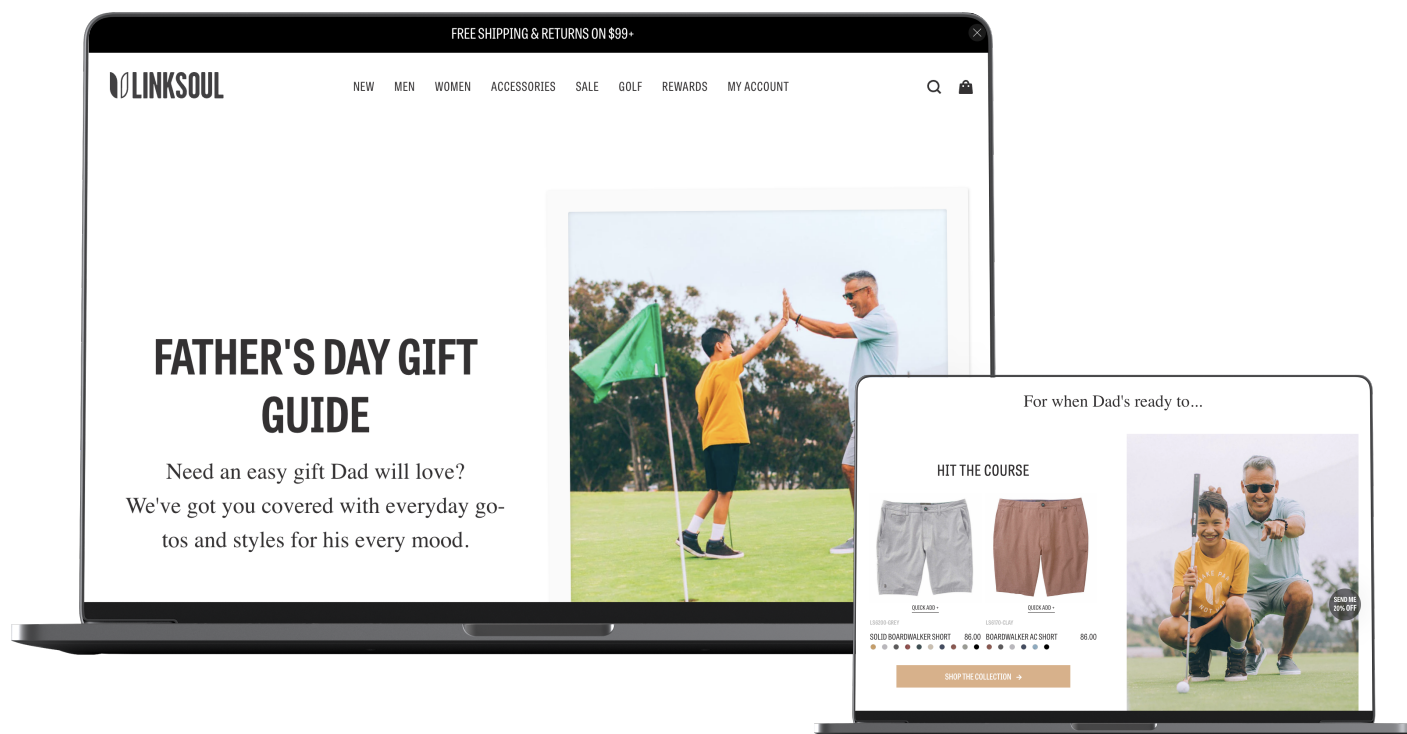 FREE SHIPPING & RETURNS ON $99+
LINKSOUL
NEW MEN WOMEN ACCESSORIES SALE GOLF REWARDS MY ACCOUNT
FATHER'S DAY GIFT
GUIDE
Need an easy gift Dad will love?
We've got you covered with everyday go-
tos and styles for his every mood.
For when Dad's ready to...
HIT THE COURSE
QUICK ADD + QUICK ADD +
SOLID BOARDWALKER SHORT 86.00 BOARDWALKER AC SHORT 86.00
SHOP THE COLLECTION →
SEND ME
20% OFF